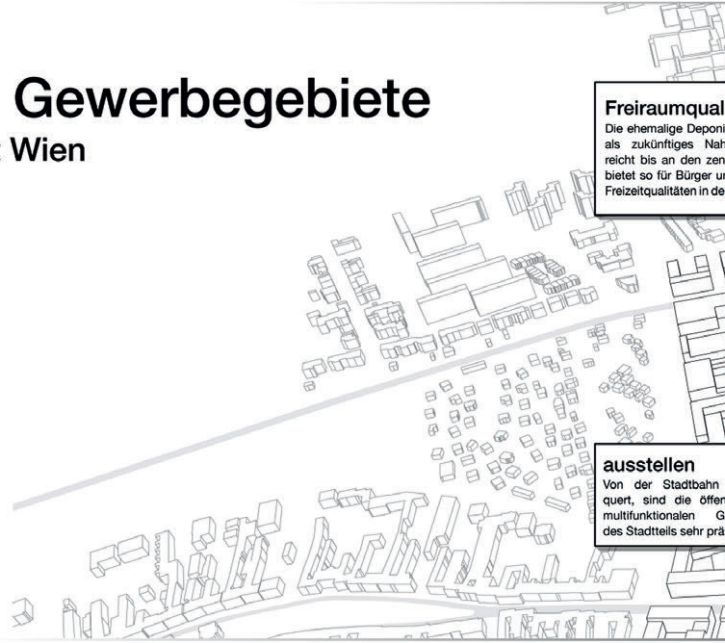 Gewerbegebiete
: Wien
Freiraumqual
Die ehemalige Deponi
als zukünftiges Nah
reicht bis an den zen
bietet so für Bürger un
Freizeitqualitäten in de
ausstellen
Von der Stadtbahn
quert, sind die öffen
multifunktionalen G
des Stadtteils sehr prä